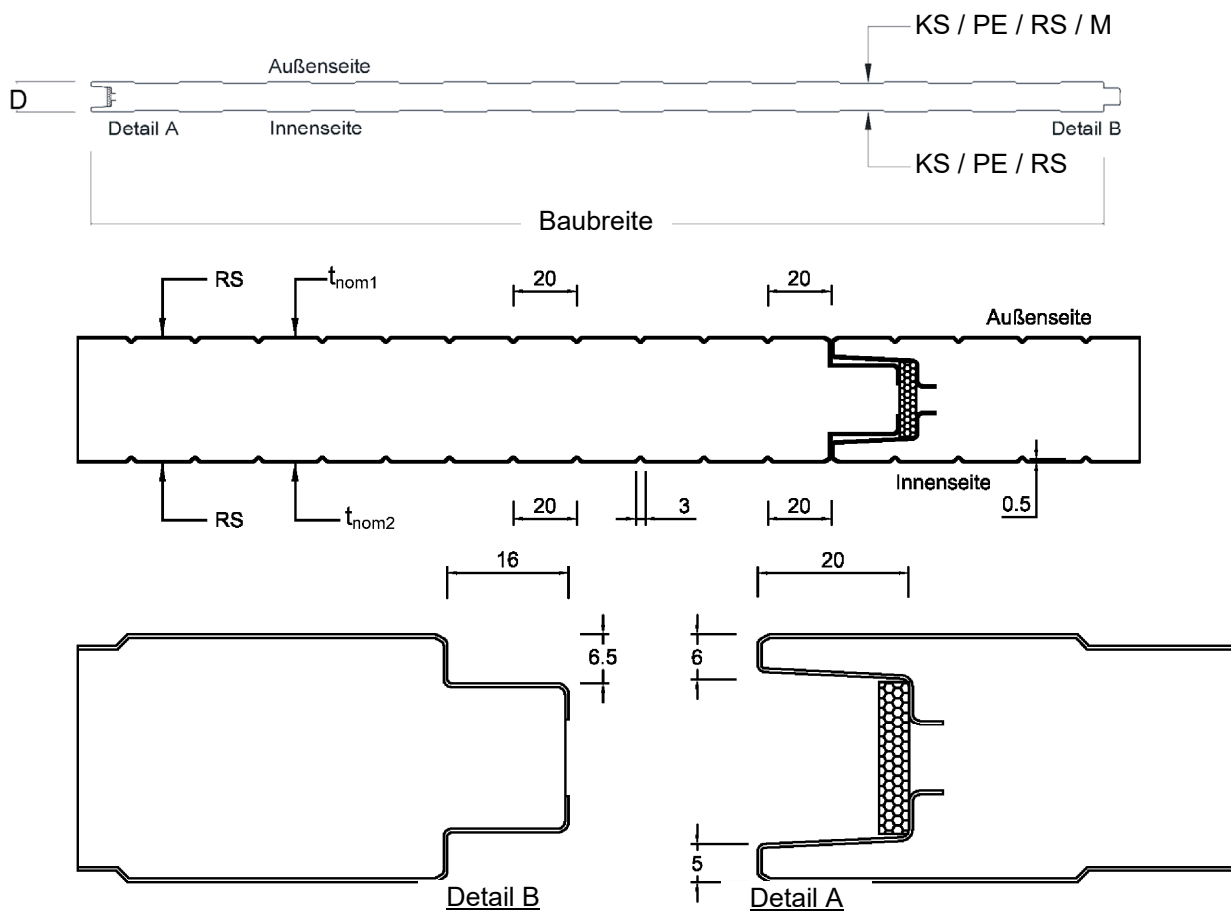 KS / PE / RS / M
Außenseite
D
Detail A
Innenseite
Detail B
KS / PE / RS
Baubreite
RS
tnom1
20
20
Außenseite
Innenseite
RS
tnom2
20
3
20
0.5
16
20
6.5
6
5
Detail B
Detail A